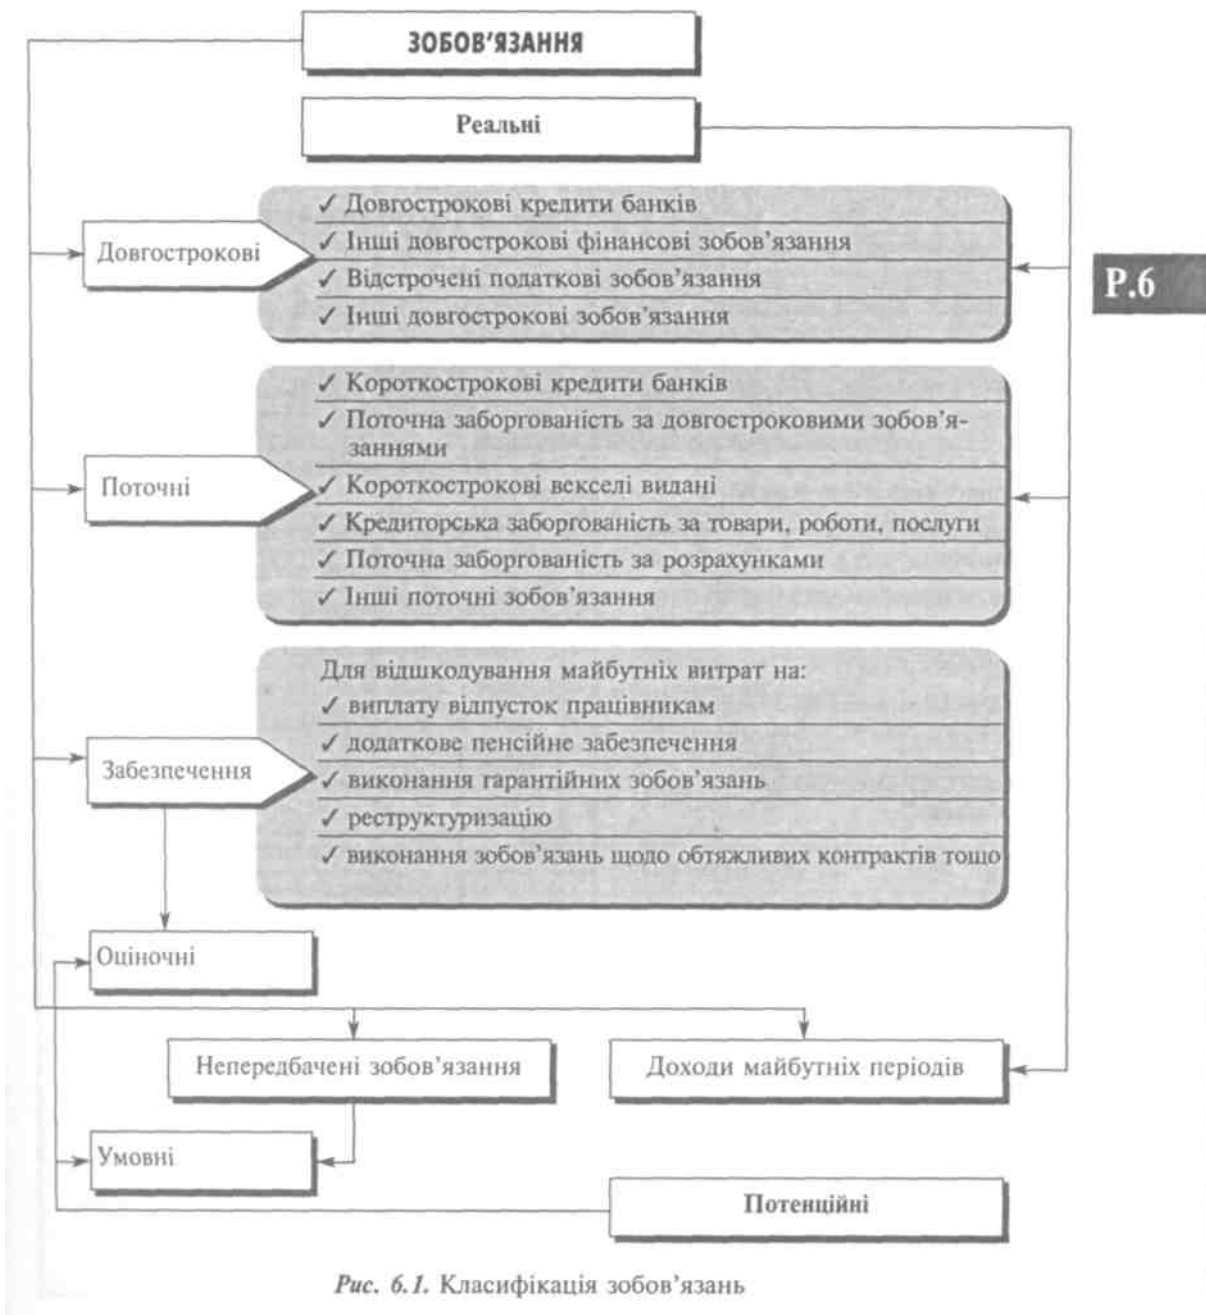 ЗОБОВ'ЯЗАННЯ
Реальні
Довгострокові
✓ Довгострокові кредити банків
✓ Інші довгострокові фінансові зобов'язання
✓ Відстрочені податкові зобов'язання
✓ Інші довгострокові зобов'язання
Р.6
Поточні
✓ Короткострокові кредити банків
✓ Поточна заборгованість за довгостроковими зобов'я-
заннями
✓ Короткострокові векселі видані
✓ Кредиторська заборгованість за товари, роботи, послуги
✓ Поточна заборгованість за розрахунками
✓ Інші поточні зобов'язання
Забезпечення
Для відшкодування майбутніх витрат на:
✓ виплату відпусток працівникам
✓ додаткове пенсійне забезпечення
✓ виконання гарантійних зобов'язань
✓ реструктуризацію
✓ виконання зобов'язань щодо обтяжливих контрактів тощо
Оціночні
Непередбачені зобов'язання
Доходи майбутніх періодів
Умовні
Потенційні
Рис. 6.1. Класифікація зобов'язань